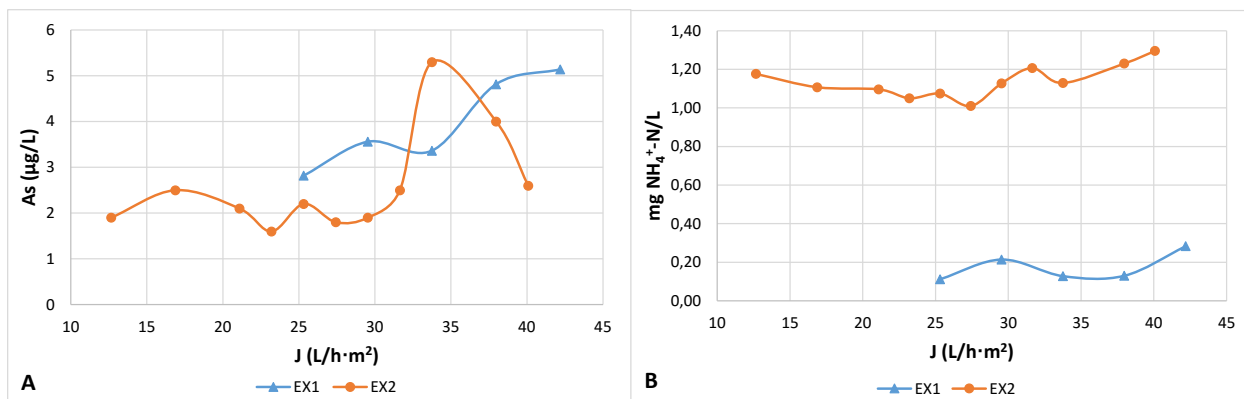 As (µg/L)
6
5
4
3
2
1
0
10 15 20 25 30 35 40 45
J (L/h·m²)
A
EX1 EX2
mg NH₄⁺-N/L
1,40
1,20
1,00
0,80
0,60
0,40
0,20
0,00
10 15 20 25 30 35 40 45
J (L/h·m²)
B
EX1 EX2